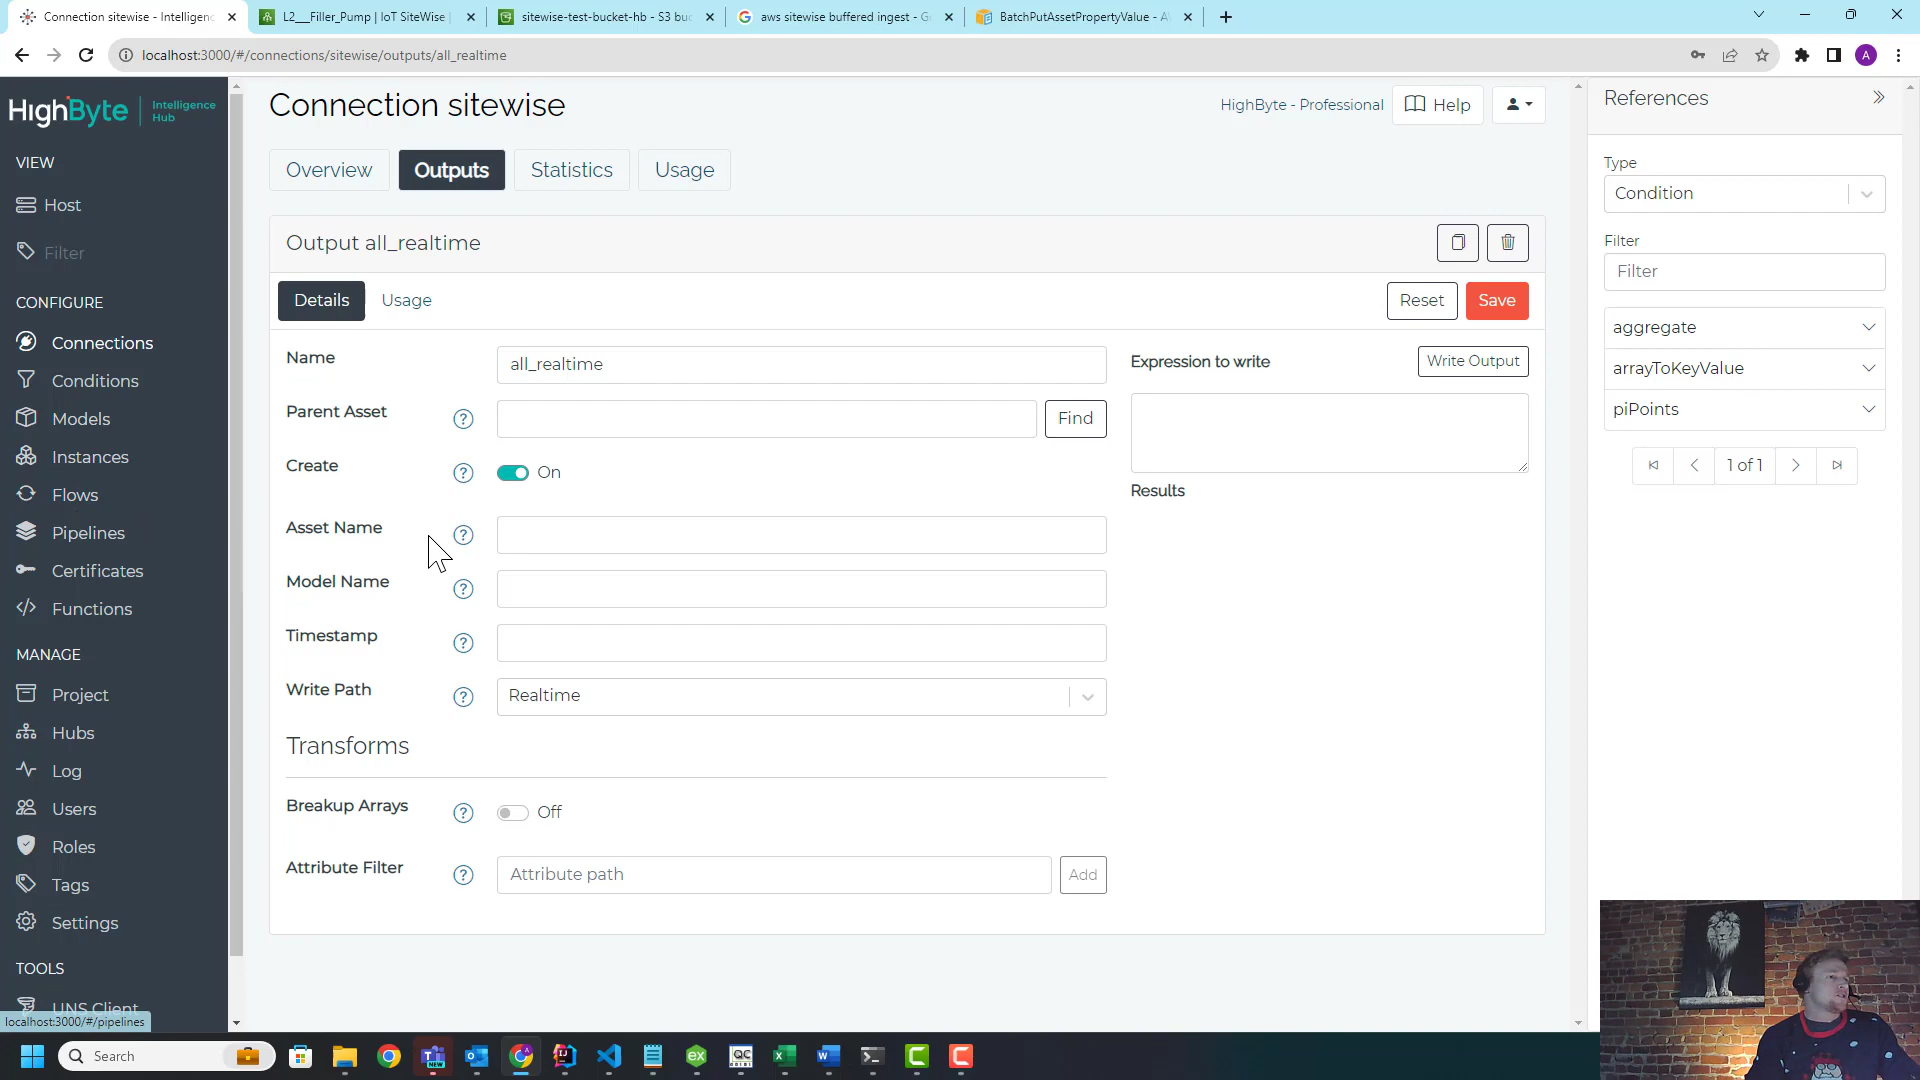 Connection sitewise - Intelligenc
L2___Filler_Pump | IoT SiteWise |
sitewise-test-bucket-hb - S3 buc
aws sitewise buffered ingest - G
BatchPutAssetPropertyValue - A
localhost:3000/#/connections/sitewise/outputs/all_realtime
A
HighByte | Intelligence Hub
VIEW
Host
Filter
CONFIGURE
Connections
Conditions
Models
Instances
Flows
Pipelines
Certificates
Functions
MANAGE
Project
Hubs
Log
Users
Roles
Tags
Settings
TOOLS
UNS Client
localhost:3000/#/pipelines
Connection sitewise
HighByte - Professional
Help
Overview
Outputs
Statistics
Usage
Output all_realtime
Details
Usage
Reset
Save
Name
all_realtime
Parent Asset
Find
Create
On
Asset Name
Model Name
Timestamp
Write Path
Realtime
Transforms
Breakup Arrays
Off
Attribute Filter
Attribute path
Add
Expression to write
Write Output
Results
References
Type
Condition
Filter
Filter
aggregate
arrayToKeyValue
piPoints
1 of 1
Search